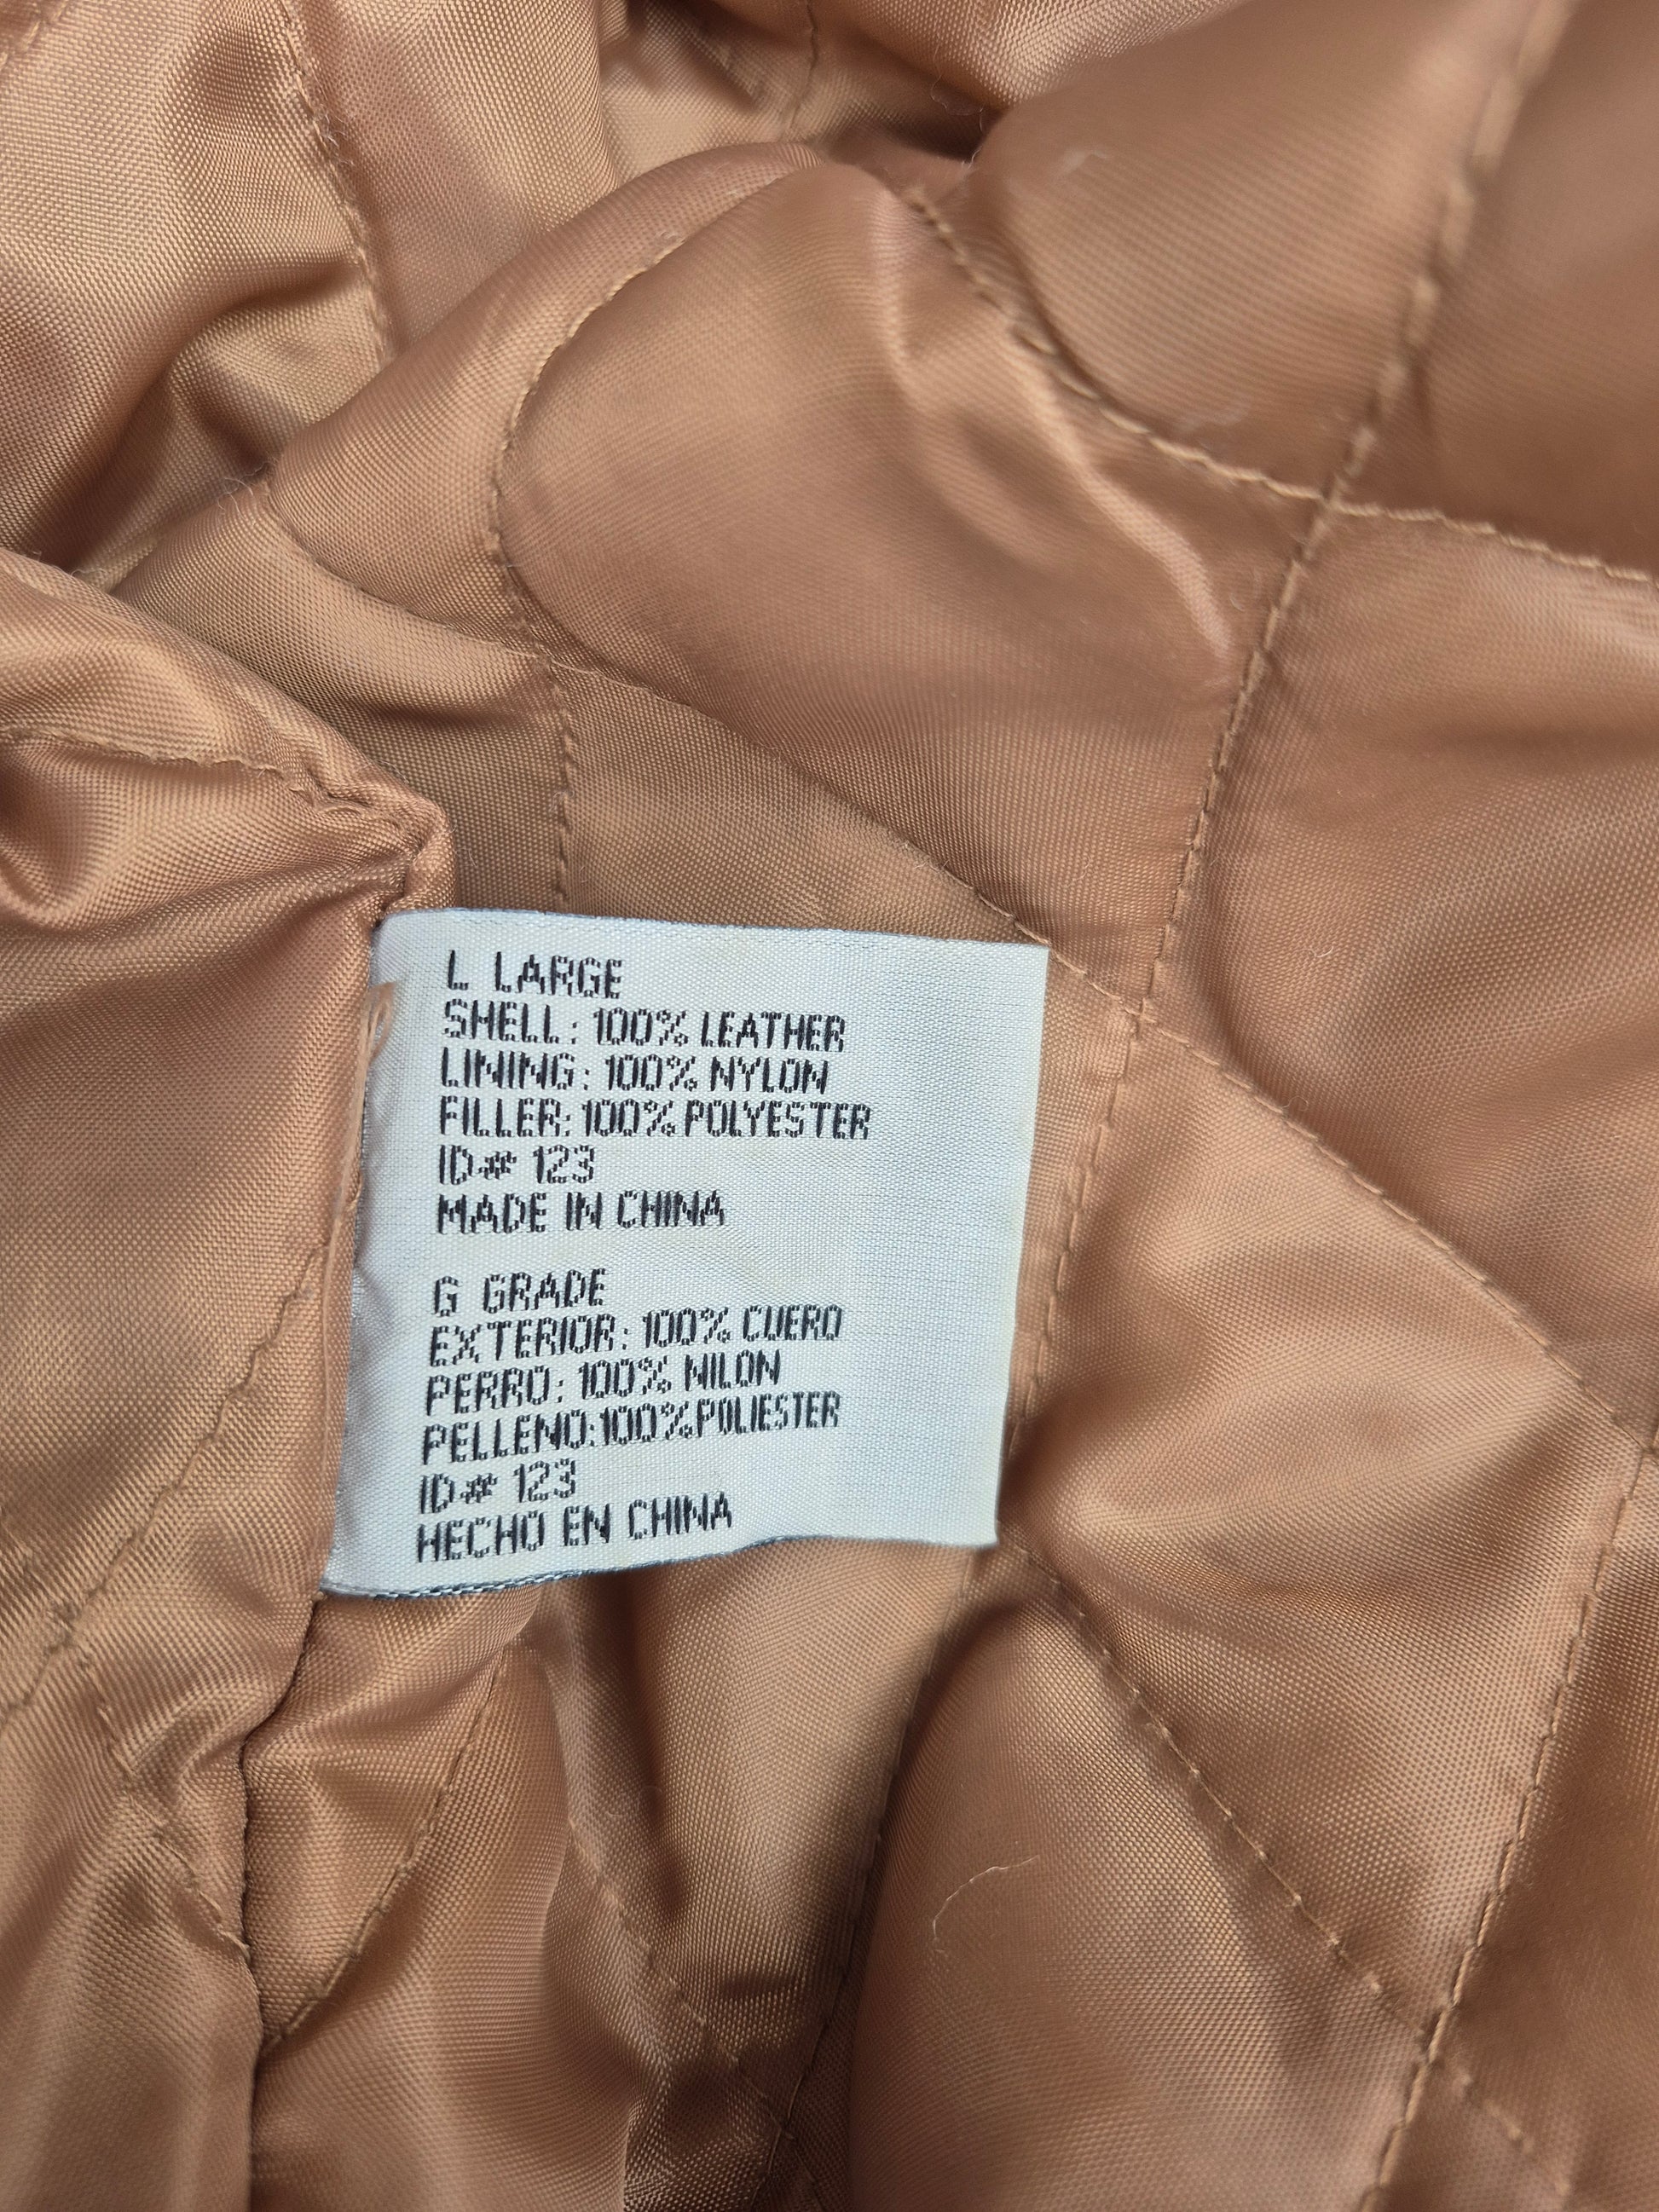 L LARGE
SHELL: 100% LEATHER
LINING: 100% NYLON
FILLER: 100% POLYESTER
ID# 123
MADE IN CHINA
G GRADE
EXTERIOR: 100% CUERO
PERRO: 100% NILON
PELLENO: 100% POLIESTER
ID# 123
HECHO EN CHINA